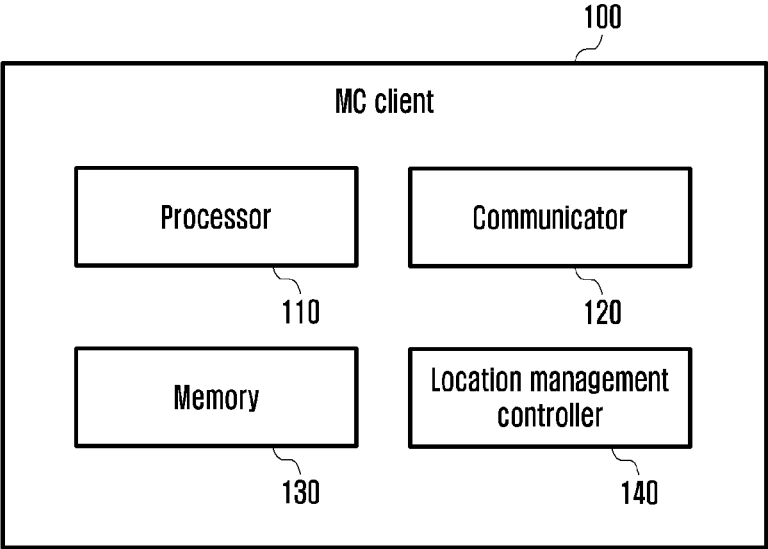 100
MC client
Processor
Communicator
110
120
Memory
Location management
controller
130
140